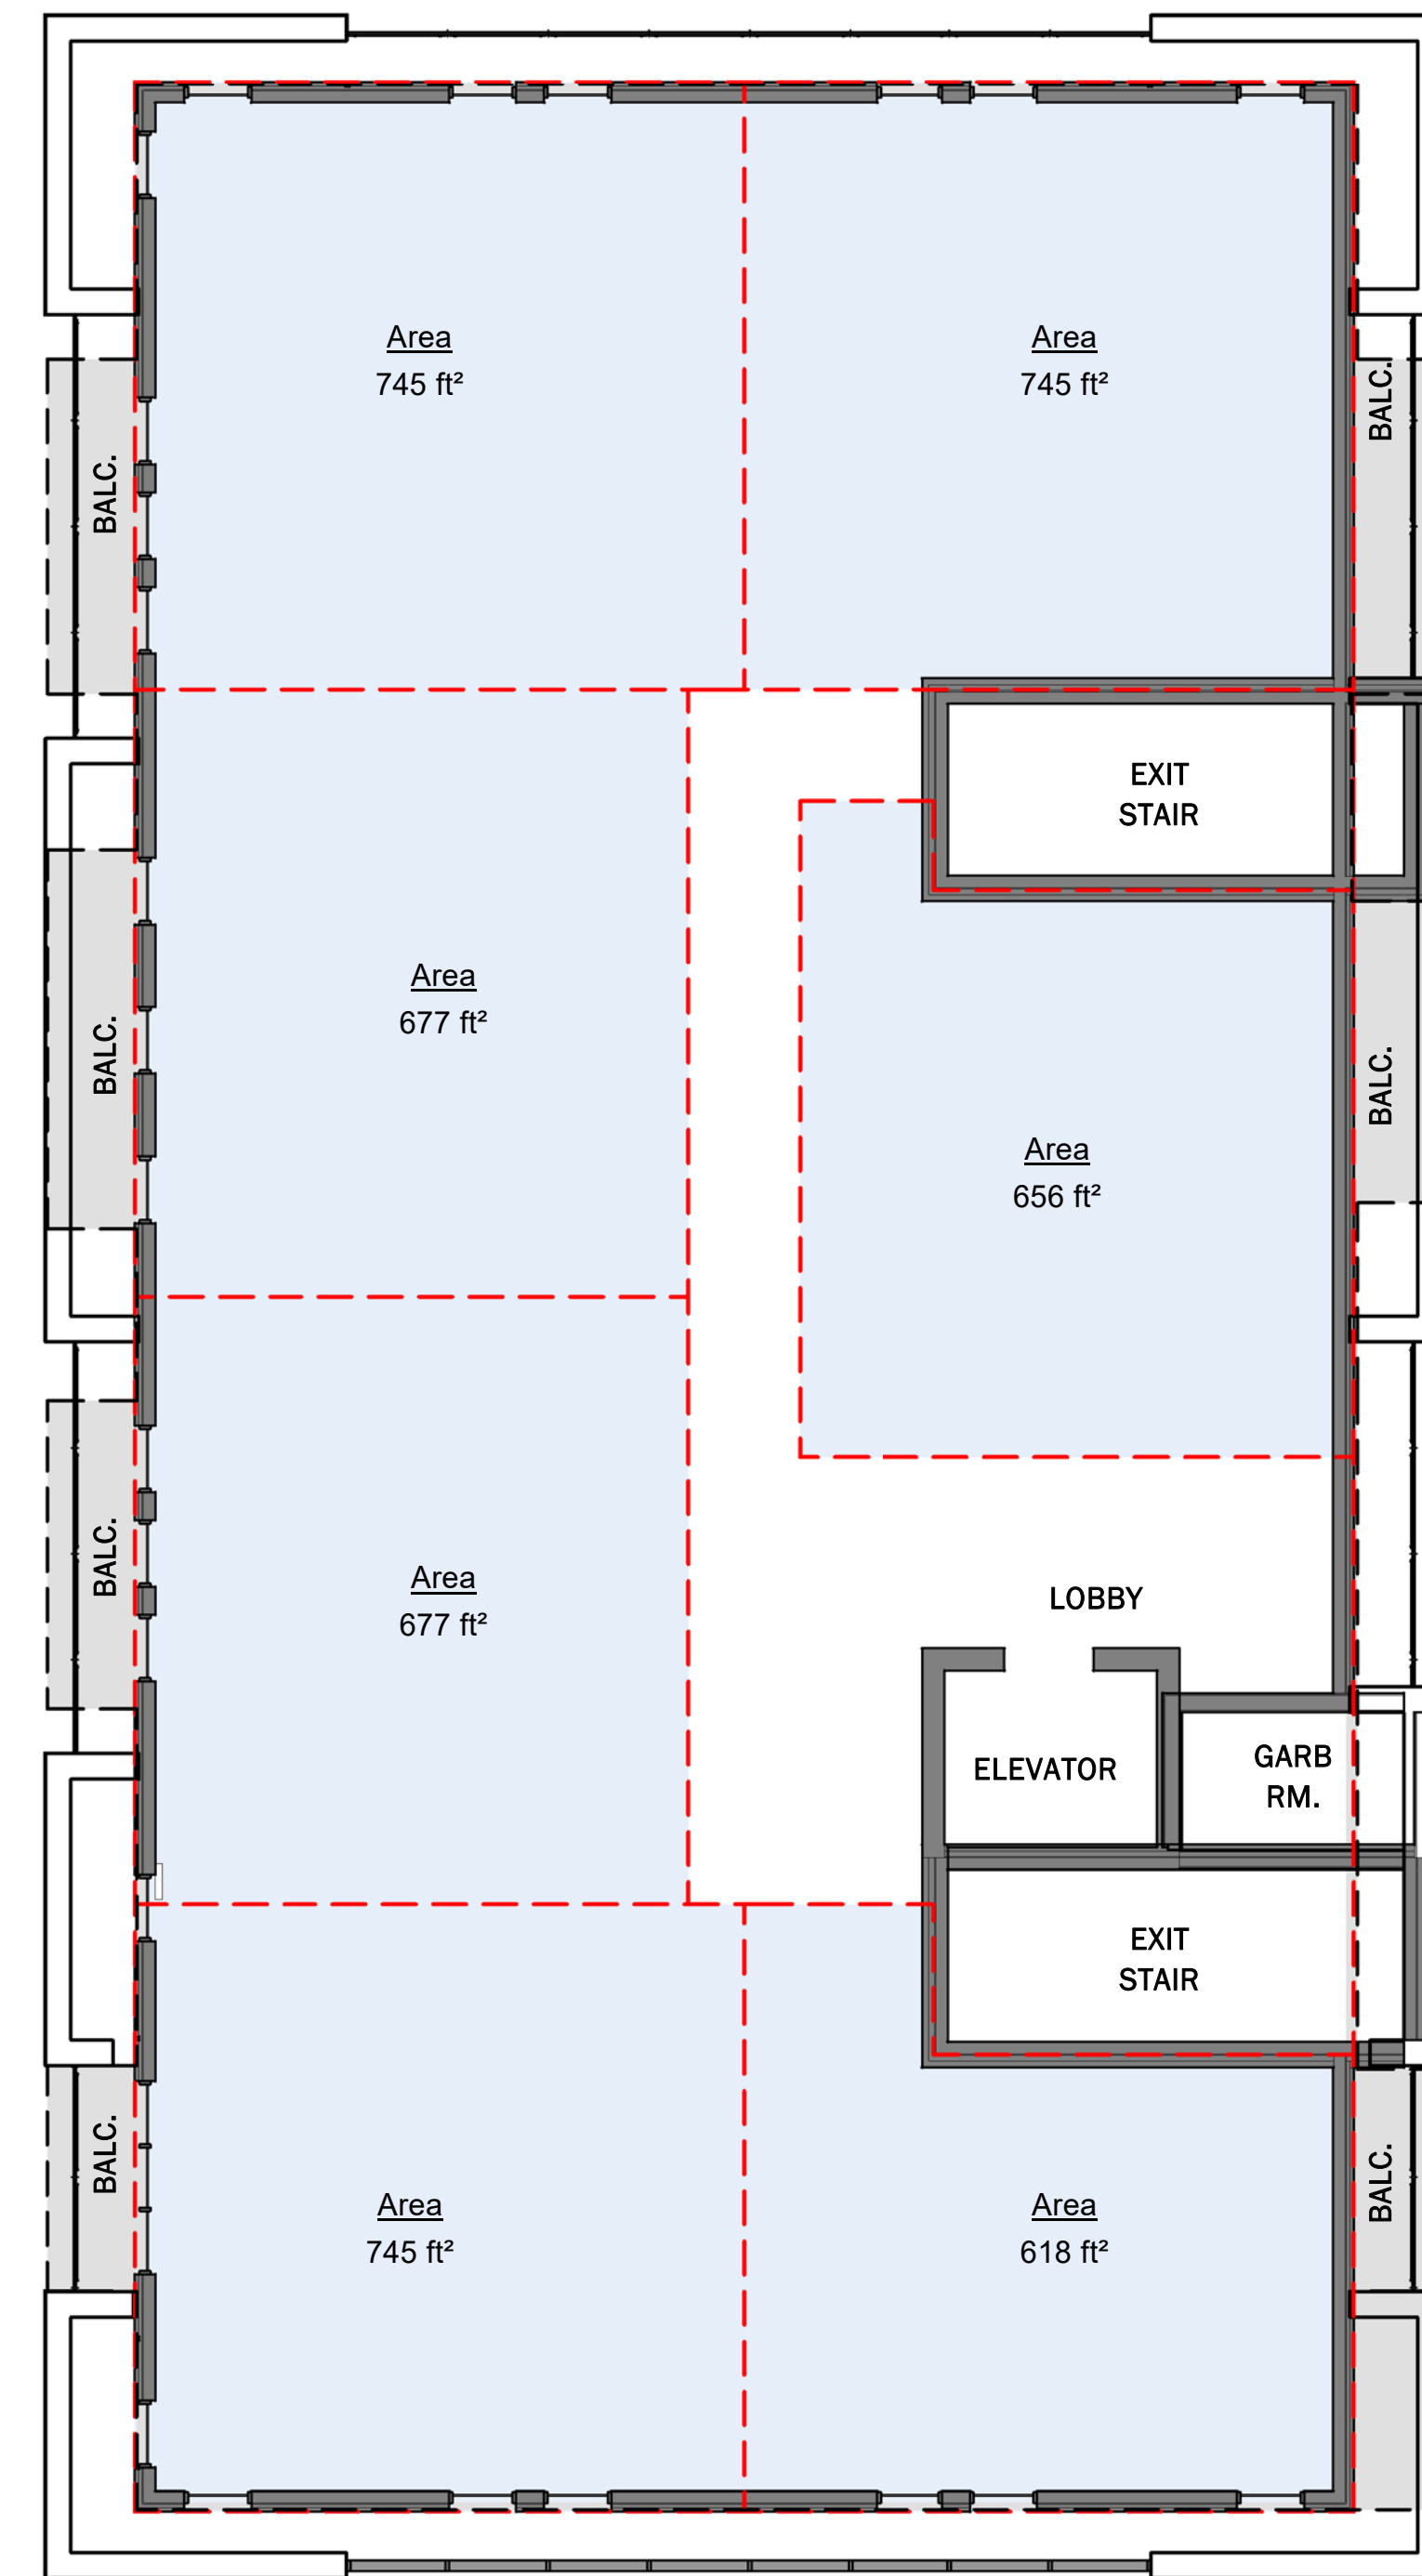 Area
745 ft²
Area
745 ft²
BALC.
BALC.
EXIT
STAIR
Area
677 ft²
BALC.
BALC.
Area
656 ft²
Area
677 ft²
BALC.
LOBBY
ELEVATOR
GARB
RM.
EXIT
STAIR
BALC.
BALC.
Area
745 ft²
Area
618 ft²